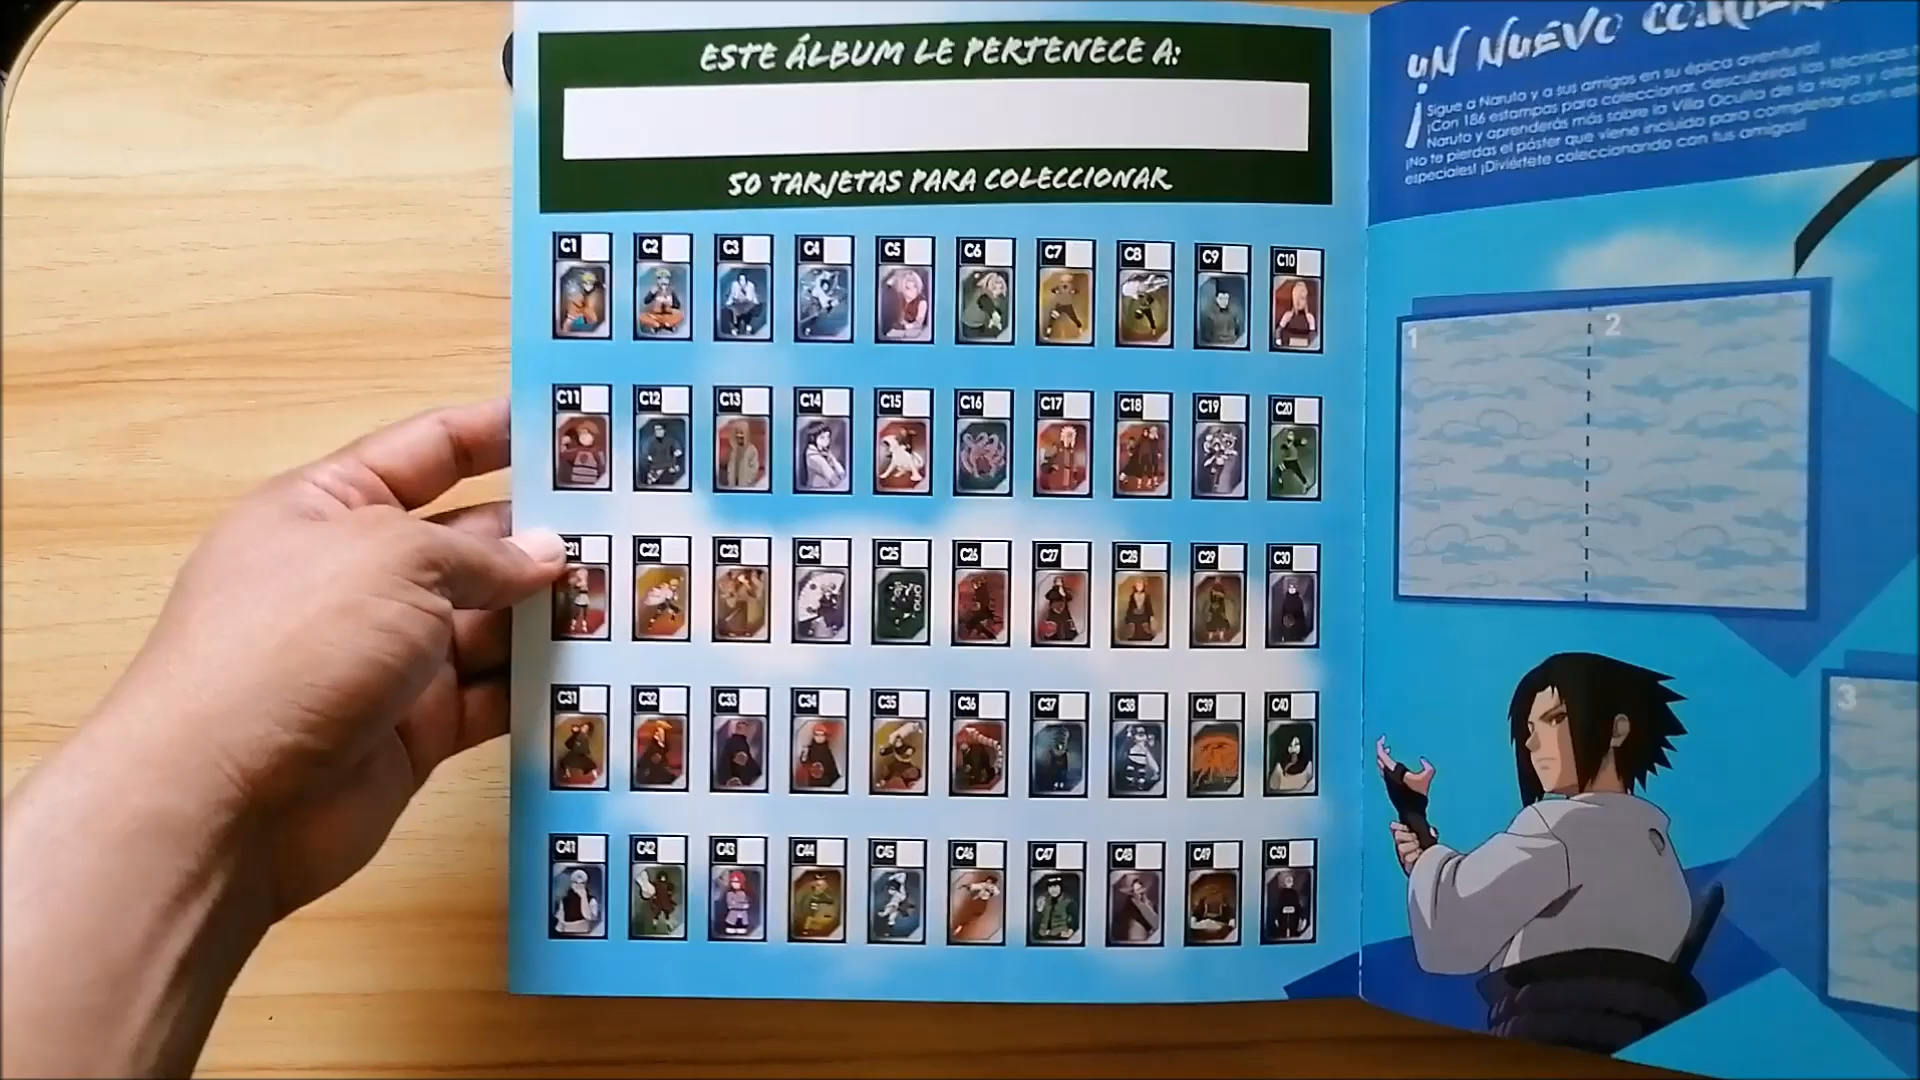 ESTE ÁLBUM LE PERTENECE A:
50 TARJETAS PARA COLECCIONAR
C1 C2 C3 C4 C5 C6 C7 C8 C9 C10
C11 C12 C13 C14 C15 C16 C17 C18 C19 C20
C21 C22 C23 C24 C25 C26 C27 C28 C29 C30
C31 C32 C33 C34 C35 C36 C37 C38 C39 C40
C41 C42 C43 C44 C45 C46 C47 C48 C49 C50
UN NUEVO
¡Sigue a Naruto y a sus amigos en su épica aventura!
¡Con 186 estampas para coleccionar, descubrirás las técnicas
Naruto y aprenderás más sobre la Villa Oculta de la Hoja y
¡No te pierdas el póster que viene incluido para completar con
especiales! ¡Diviértete coleccionando con tus amigos!
1
2
3